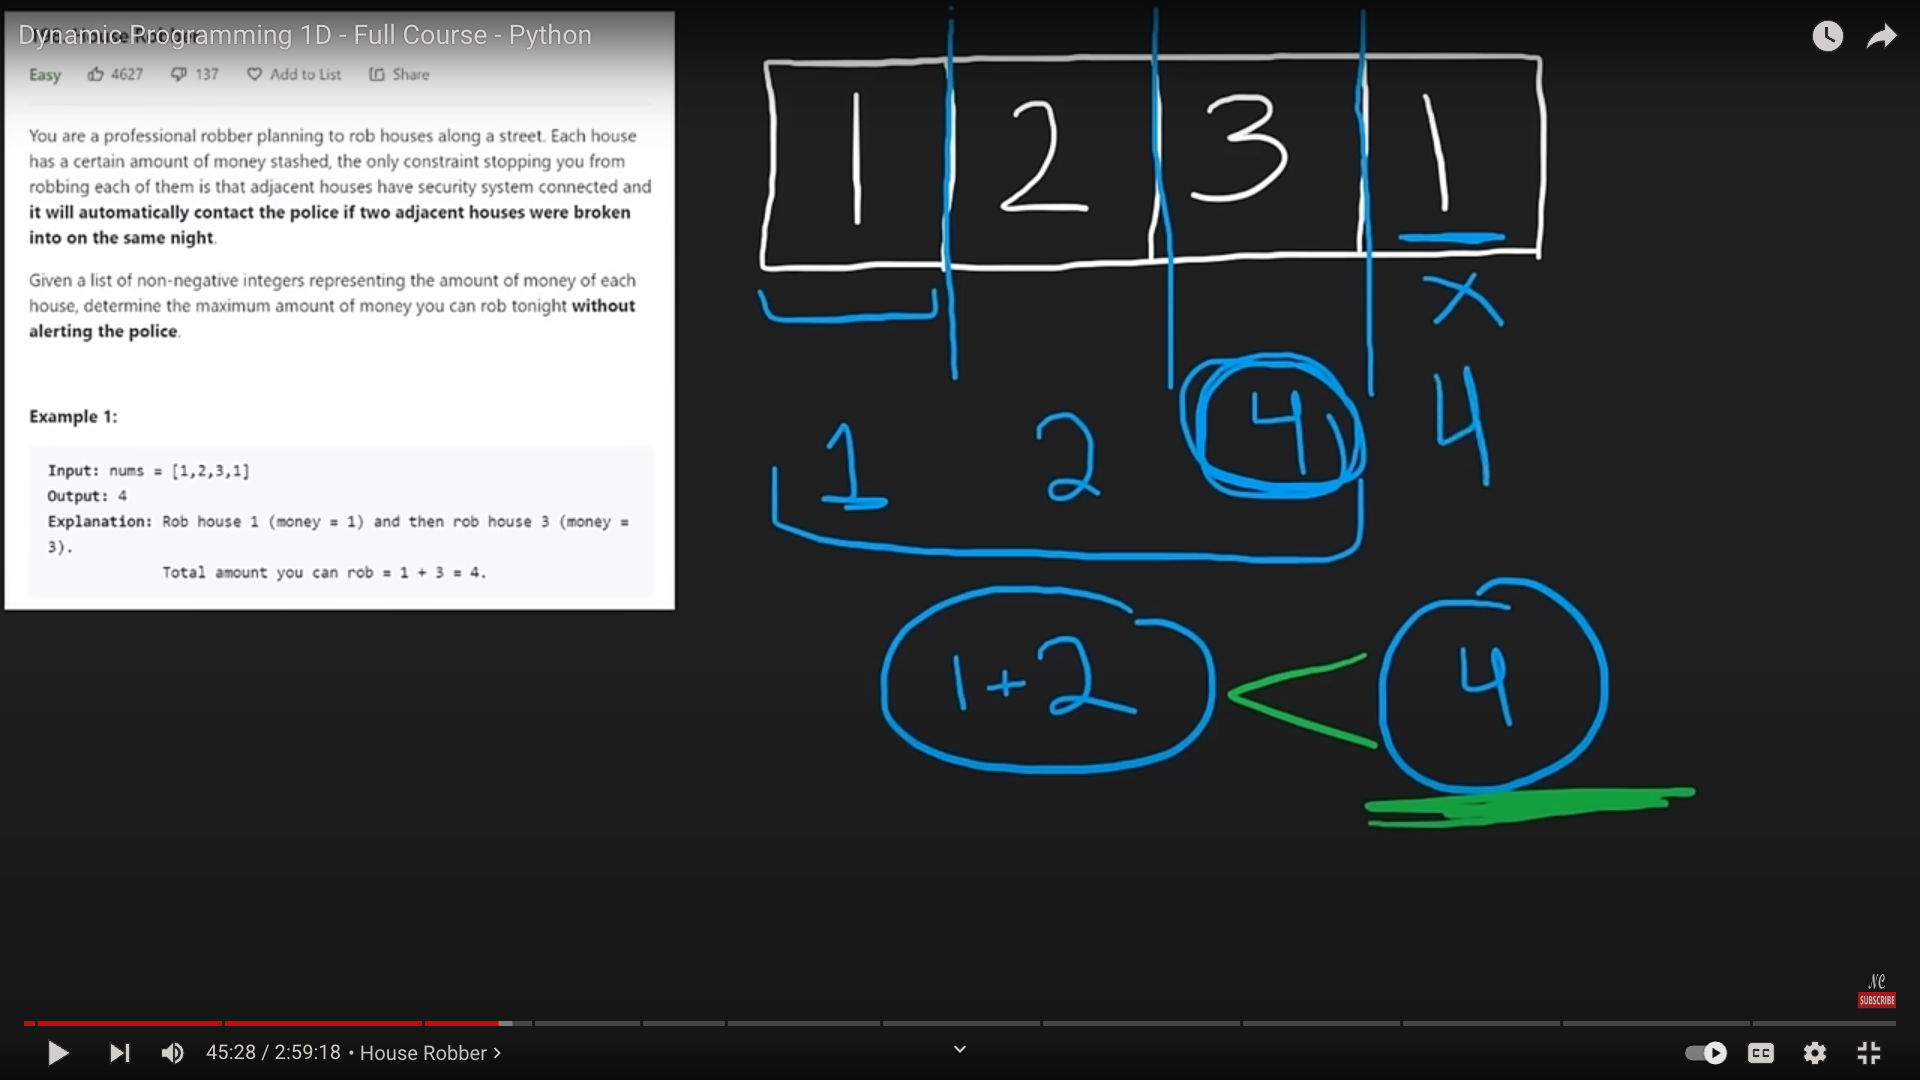 Dynamic Programming 1D - Full Course - Python
Easy 4627 137 Add to List Share
You are a professional robber planning to rob houses along a street. Each house
has a certain amount of money stashed, the only constraint stopping you from
robbing each of them is that adjacent houses have security system connected and
it will automatically contact the police if two adjacent houses were broken
into on the same night.
Given a list of non-negative integers representing the amount of money of each
house, determine the maximum amount of money you can rob tonight without
alerting the police.
Example 1:
Input: nums = [1,2,3,1]
Output: 4
Explanation: Rob house 1 (money = 1) and then rob house 3 (money =
3).
Total amount you can rob = 1 + 3 = 4.
1 2 3 1
x
1 2 4 4
1+2 < 4
NC
SUBSCRIBE
45:28 / 2:59:18 • House Robber >
CC